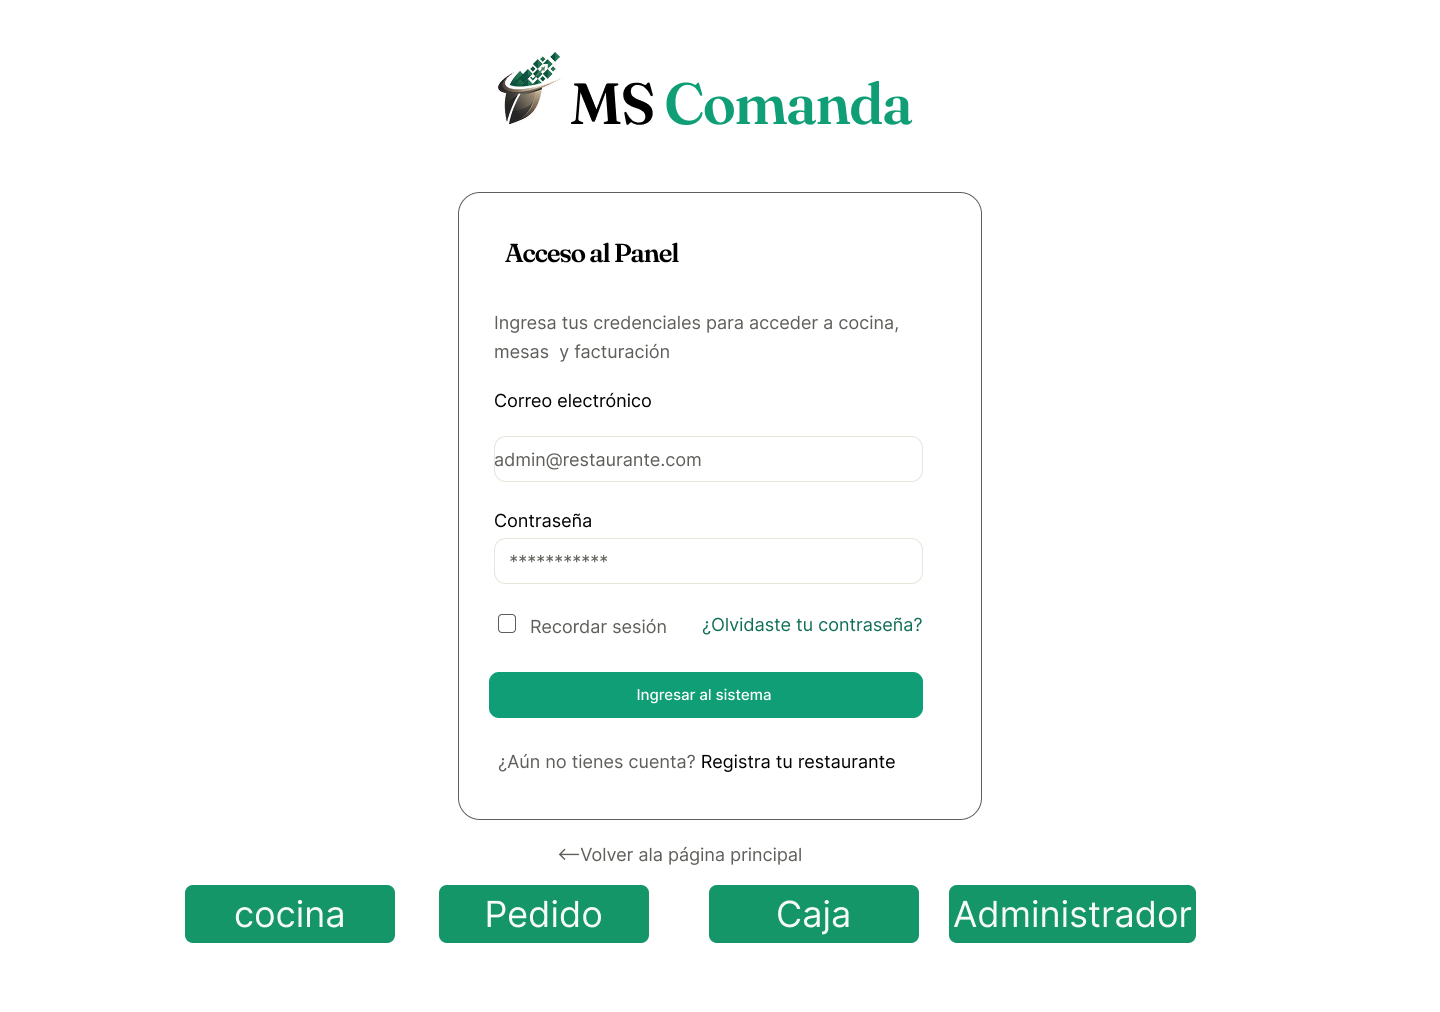 MS Comanda
Acceso al Panel
Ingresa tus credenciales para acceder a cocina,
mesas  y facturación
Correo electrónico
admin@restaurante.com
Contraseña
***********
Recordar sesión
¿Olvidaste tu contraseña?
Ingresar al sistema
¿Aún no tienes cuenta? Registra tu restaurante
←Volver ala página principal
cocina
Pedido
Caja
Administrador